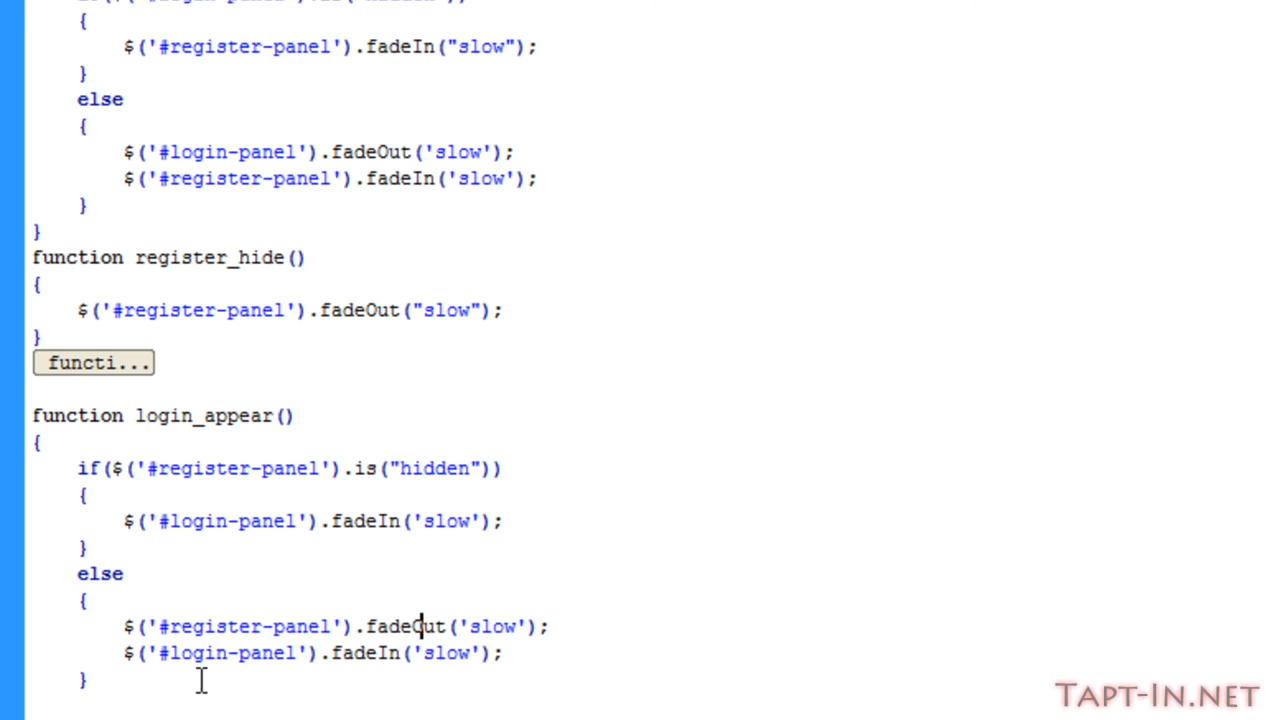 {
$('#register-panel').fadeIn("slow");
}
else
{
$('#login-panel').fadeOut('slow');
$('#register-panel').fadeIn('slow');
}
}
function register_hide()
{
$('#register-panel').fadeOut("slow");
}
functi...
function login_appear()
{
if($('#register-panel').is("hidden"))
{
$('#login-panel').fadeIn('slow');
}
else
{
$('#register-panel').fadeOut('slow');
$('#login-panel').fadeIn('slow');
}
Tapt-In.net